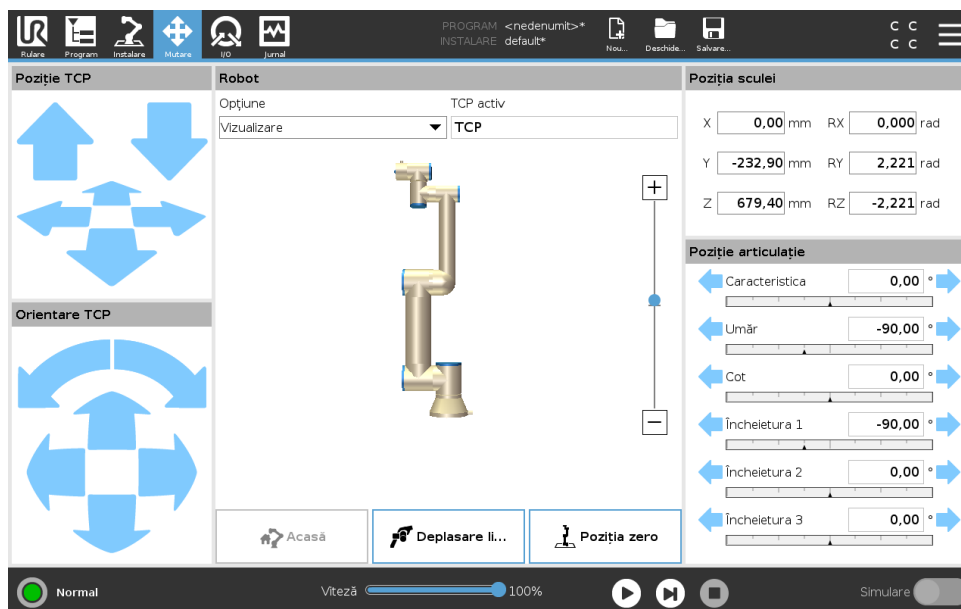 PROGRAM <nedenumit>*
INSTALARE default*
Rulare Program Instalare Mutare I/O Jurnal Nou... Deschide... Salvare...
C C
C C
Poziție TCP
Robot
Poziția sculei
Opțiune TCP activ
Vizualizare TCP
X 0,00 mm RX 0,000 rad
Y -232,90 mm RY 2,221 rad
Z 679,40 mm RZ -2,221 rad
Poziție articulație
Caracteristica 0,00 °
Orientare TCP
Umăr -90,00 °
Cot 0,00 °
Încheietura 1 -90,00 °
Încheietura 2 0,00 °
Încheietura 3 0,00 °
Acasă Deplasare li... Poziția zero
Normal Viteză 100% Simulare